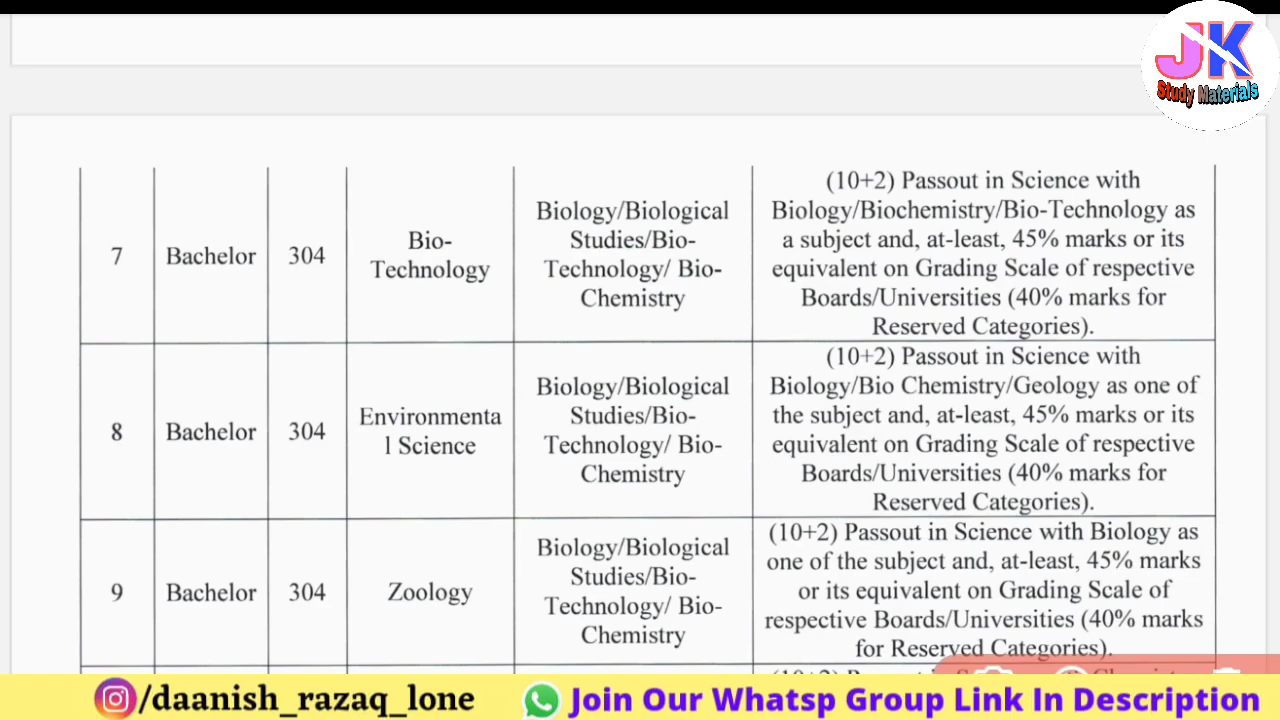 JK
Study Materials
(10+2) Passout in Science with
Biology/Biochemistry/Bio-Technology as
a subject and, at-least, 45% marks or its
equivalent on Grading Scale of respective
Boards/Universities (40% marks for
Reserved Categories).
Biology/Biological
Studies/Bio-
Technology/ Bio-
Chemistry
Bio-
Technology
7 Bachelor 304
(10+2) Passout in Science with
Biology/Bio Chemistry/Geology as one of
the subject and, at-least, 45% marks or its
equivalent on Grading Scale of respective
Boards/Universities (40% marks for
Reserved Categories).
Biology/Biological
Studies/Bio-
Technology/ Bio-
Chemistry
Environmenta
l Science
8 Bachelor 304
(10+2) Passout in Science with Biology as
one of the subject and, at-least, 45% marks
or its equivalent on Grading Scale of
respective Boards/Universities (40% marks
for Reserved Categories).
Biology/Biological
Studies/Bio-
Technology/ Bio-
Chemistry
9 Bachelor 304 Zoology
/daanish_razaq_lone
Join Our Whatsp Group Link In Description